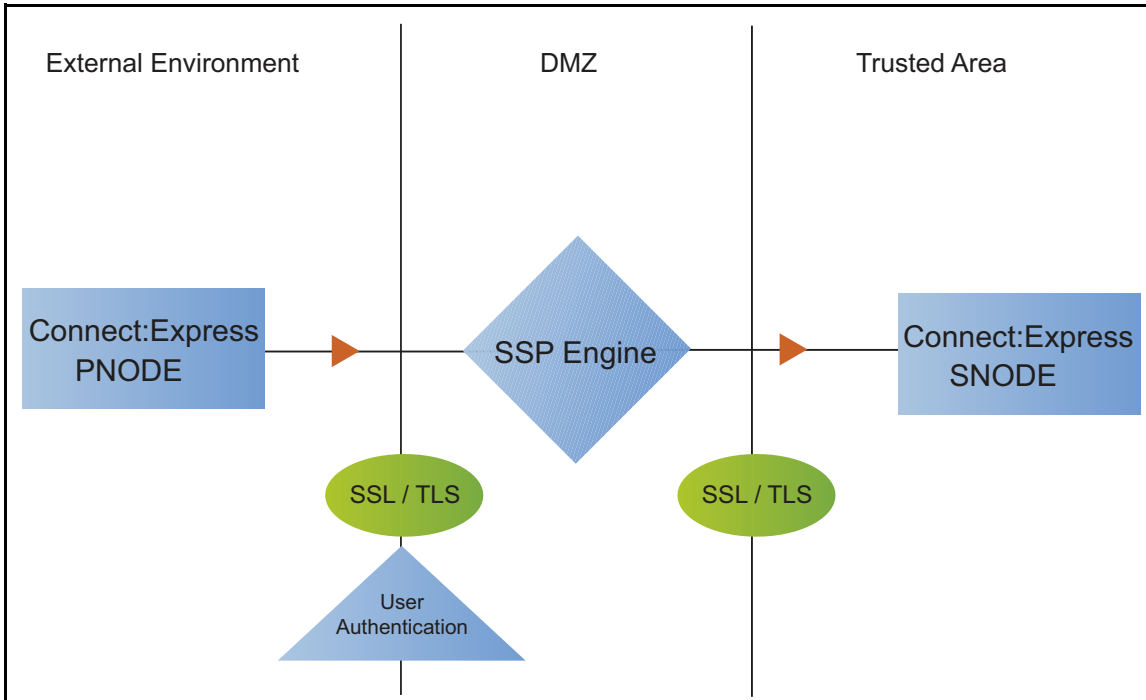 External Environment
DMZ
Trusted Area
Connect:Express
PNODE
SSP Engine
Connect:Express
SNODE
SSL / TLS
SSL / TLS
User
Authentication